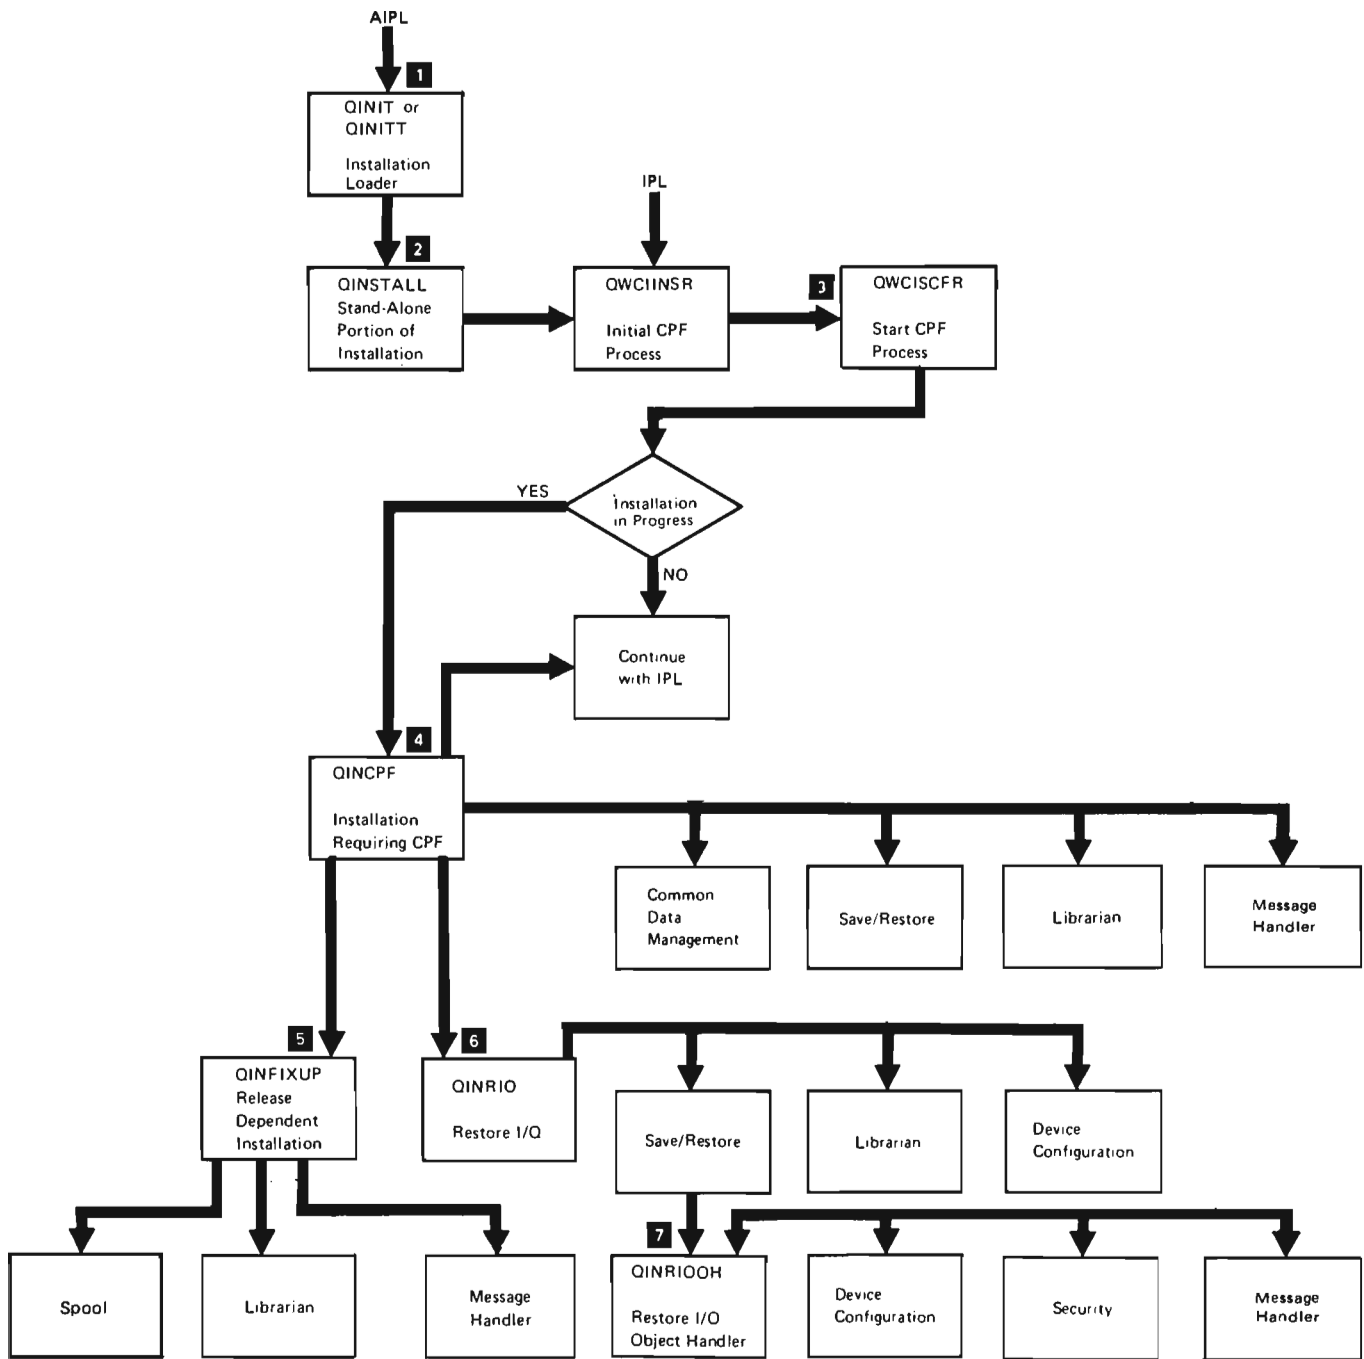 AIPL
1
QINIT or
QINITT
Installation
Loader
IPL
2
QINSTALL
Stand-Alone
Portion of
Installation
QWCIINSR
Initial CPF
Process
3
QWCISCFR
Start CPF
Process
YES
Installation
in Progress
NO
Continue
with IPL
4
QINCPF
Installation
Requiring CPF
Common
Data
Management
Save/Restore
Librarian
Message
Handler
5
QINFIXUP
Release
Dependent
Installation
6
QINRIO
Restore I/O
Save/Restore
Librarian
Device
Configuration
Spool
Librarian
Message
Handler
7
QINRIOOH
Restore I/O
Object Handler
Device
Configuration
Security
Message
Handler